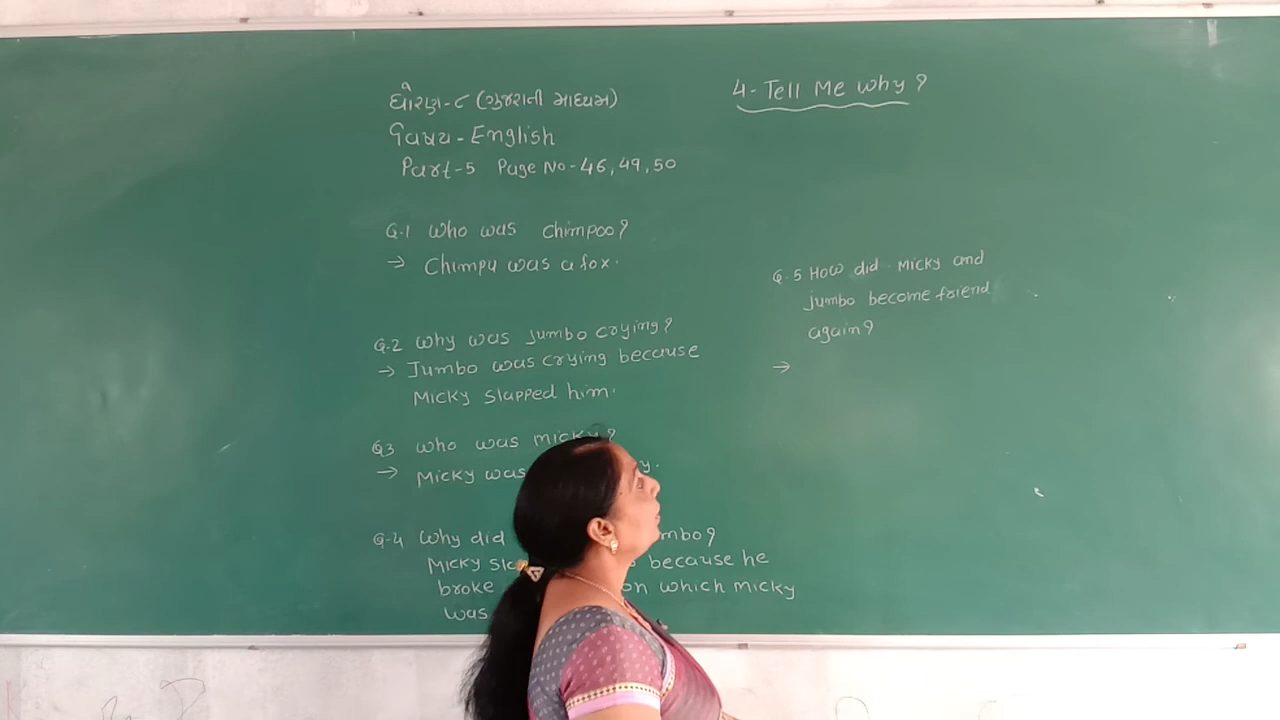 ધોરણ-૮ (ગુજરાતી માધ્યમ)
વિષય - English
Part-5 Page No-46,49,50
4- Tell Me Why?
Q.1 Who was chimpoo?
→ Chimpu was a fox.
Q.2 Why was Jumbo crying?
→ Jumbo was crying because
Micky slapped him.
Q3 who was micky?
→ Micky was
Q-4 Why did
Micky because he
broke on which micky
was
Q.5 How did Micky and
Jumbo become friend
again?
→